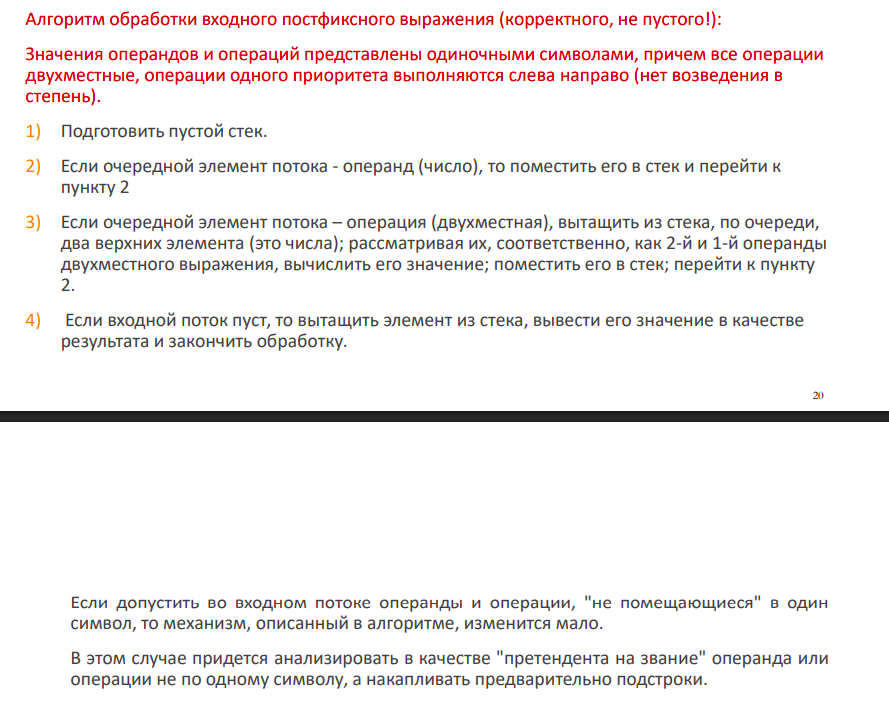 Алгоритм обработки входного постфиксного выражения (корректного, не пустого!):
Значения операндов и операций представлены одиночными символами, причем все операции
двухместные, операции одного приоритета выполняются слева направо (нет возведения в
степень).
1) Подготовить пустой стек.
2) Если очередной элемент потока - операнд (число), то поместить его в стек и перейти к
пункту 2
3) Если очередной элемент потока – операция (двухместная), вытащить из стека, по очереди,
два верхних элемента (это числа); рассматривая их, соответственно, как 2-й и 1-й операнды
двухместного выражения, вычислить его значение; поместить его в стек; перейти к пункту
2.
4) Если входной поток пуст, то вытащить элемент из стека, вывести его значение в качестве
результата и закончить обработку.
20
Если допустить во входном потоке операнды и операции, "не помещающиеся" в один
символ, то механизм, описанный в алгоритме, изменится мало.
В этом случае придется анализировать в качестве "претендента на звание" операнда или
операции не по одному символу, а накапливать предварительно подстроки.